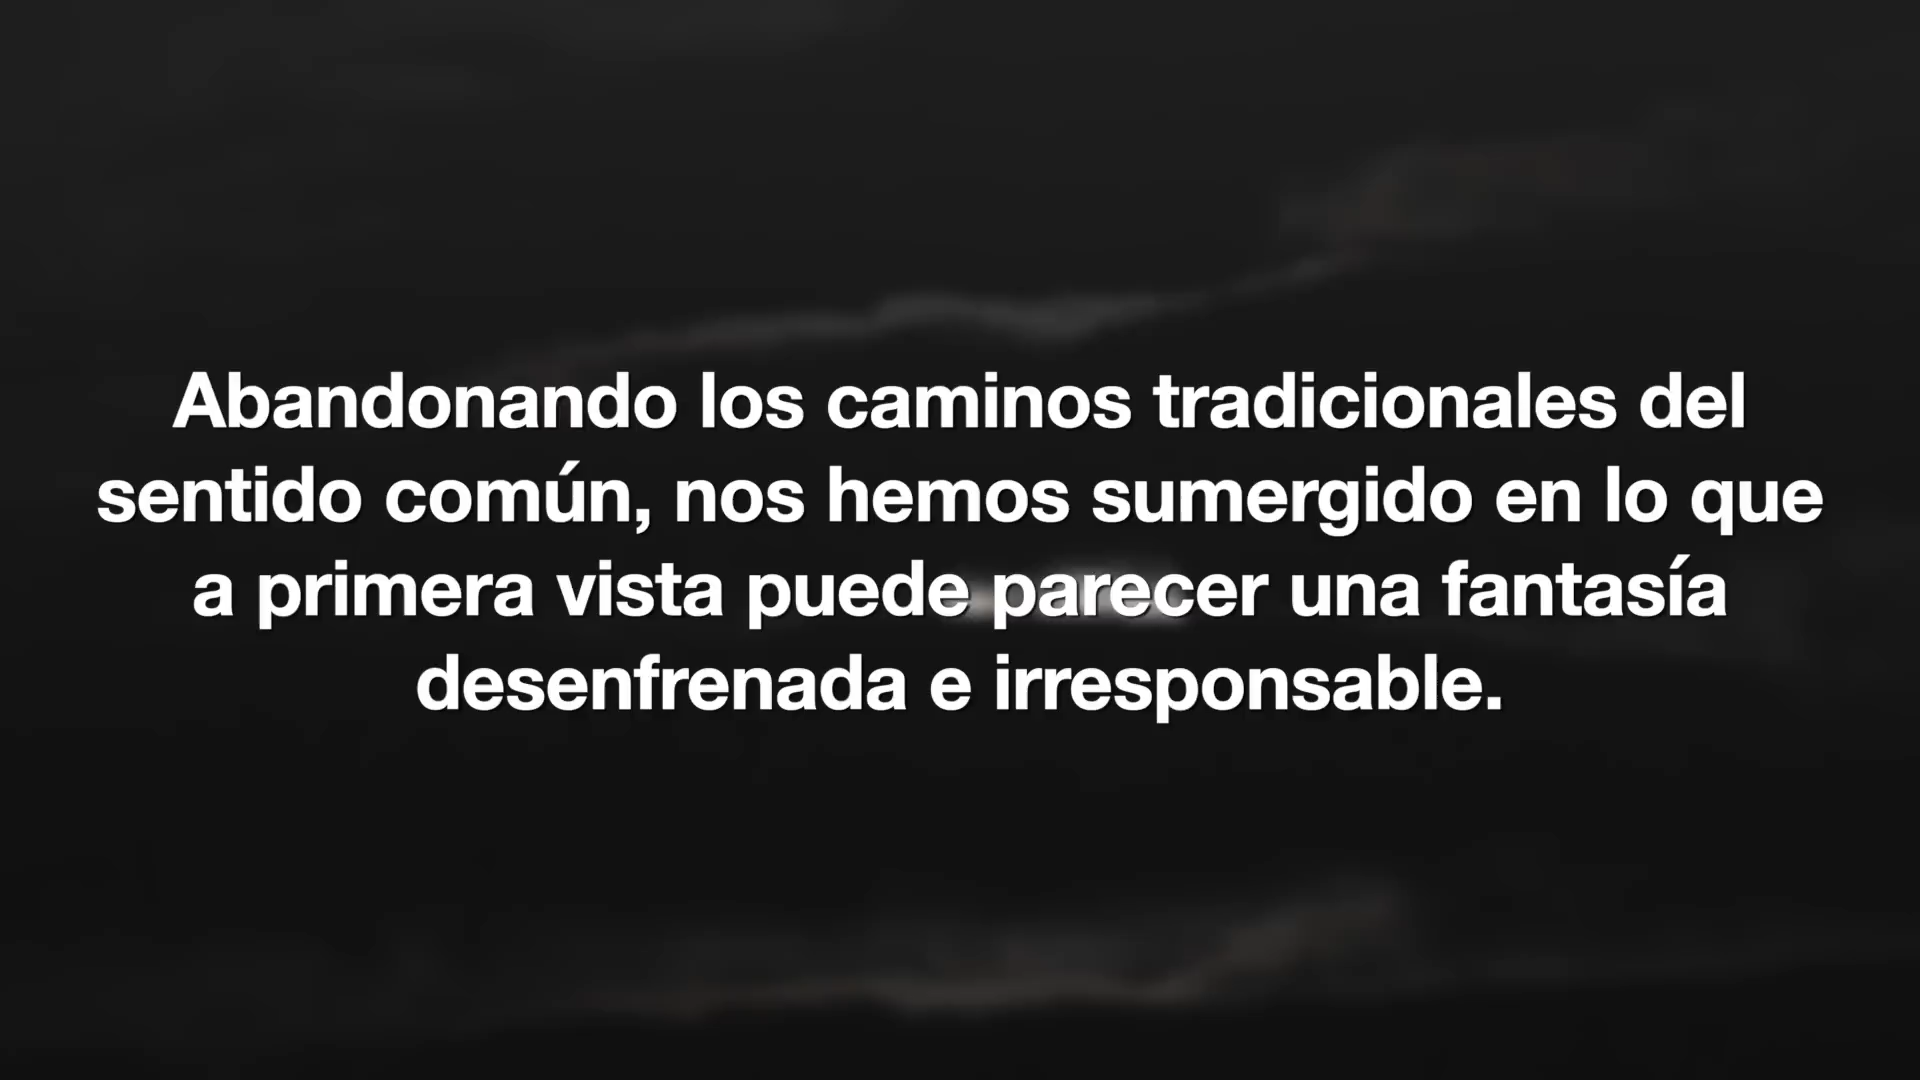 Abandonando los caminos tradicionales del
sentido común, nos hemos sumergido en lo que
a primera vista puede parecer una fantasía
desenfrenada e irresponsable.